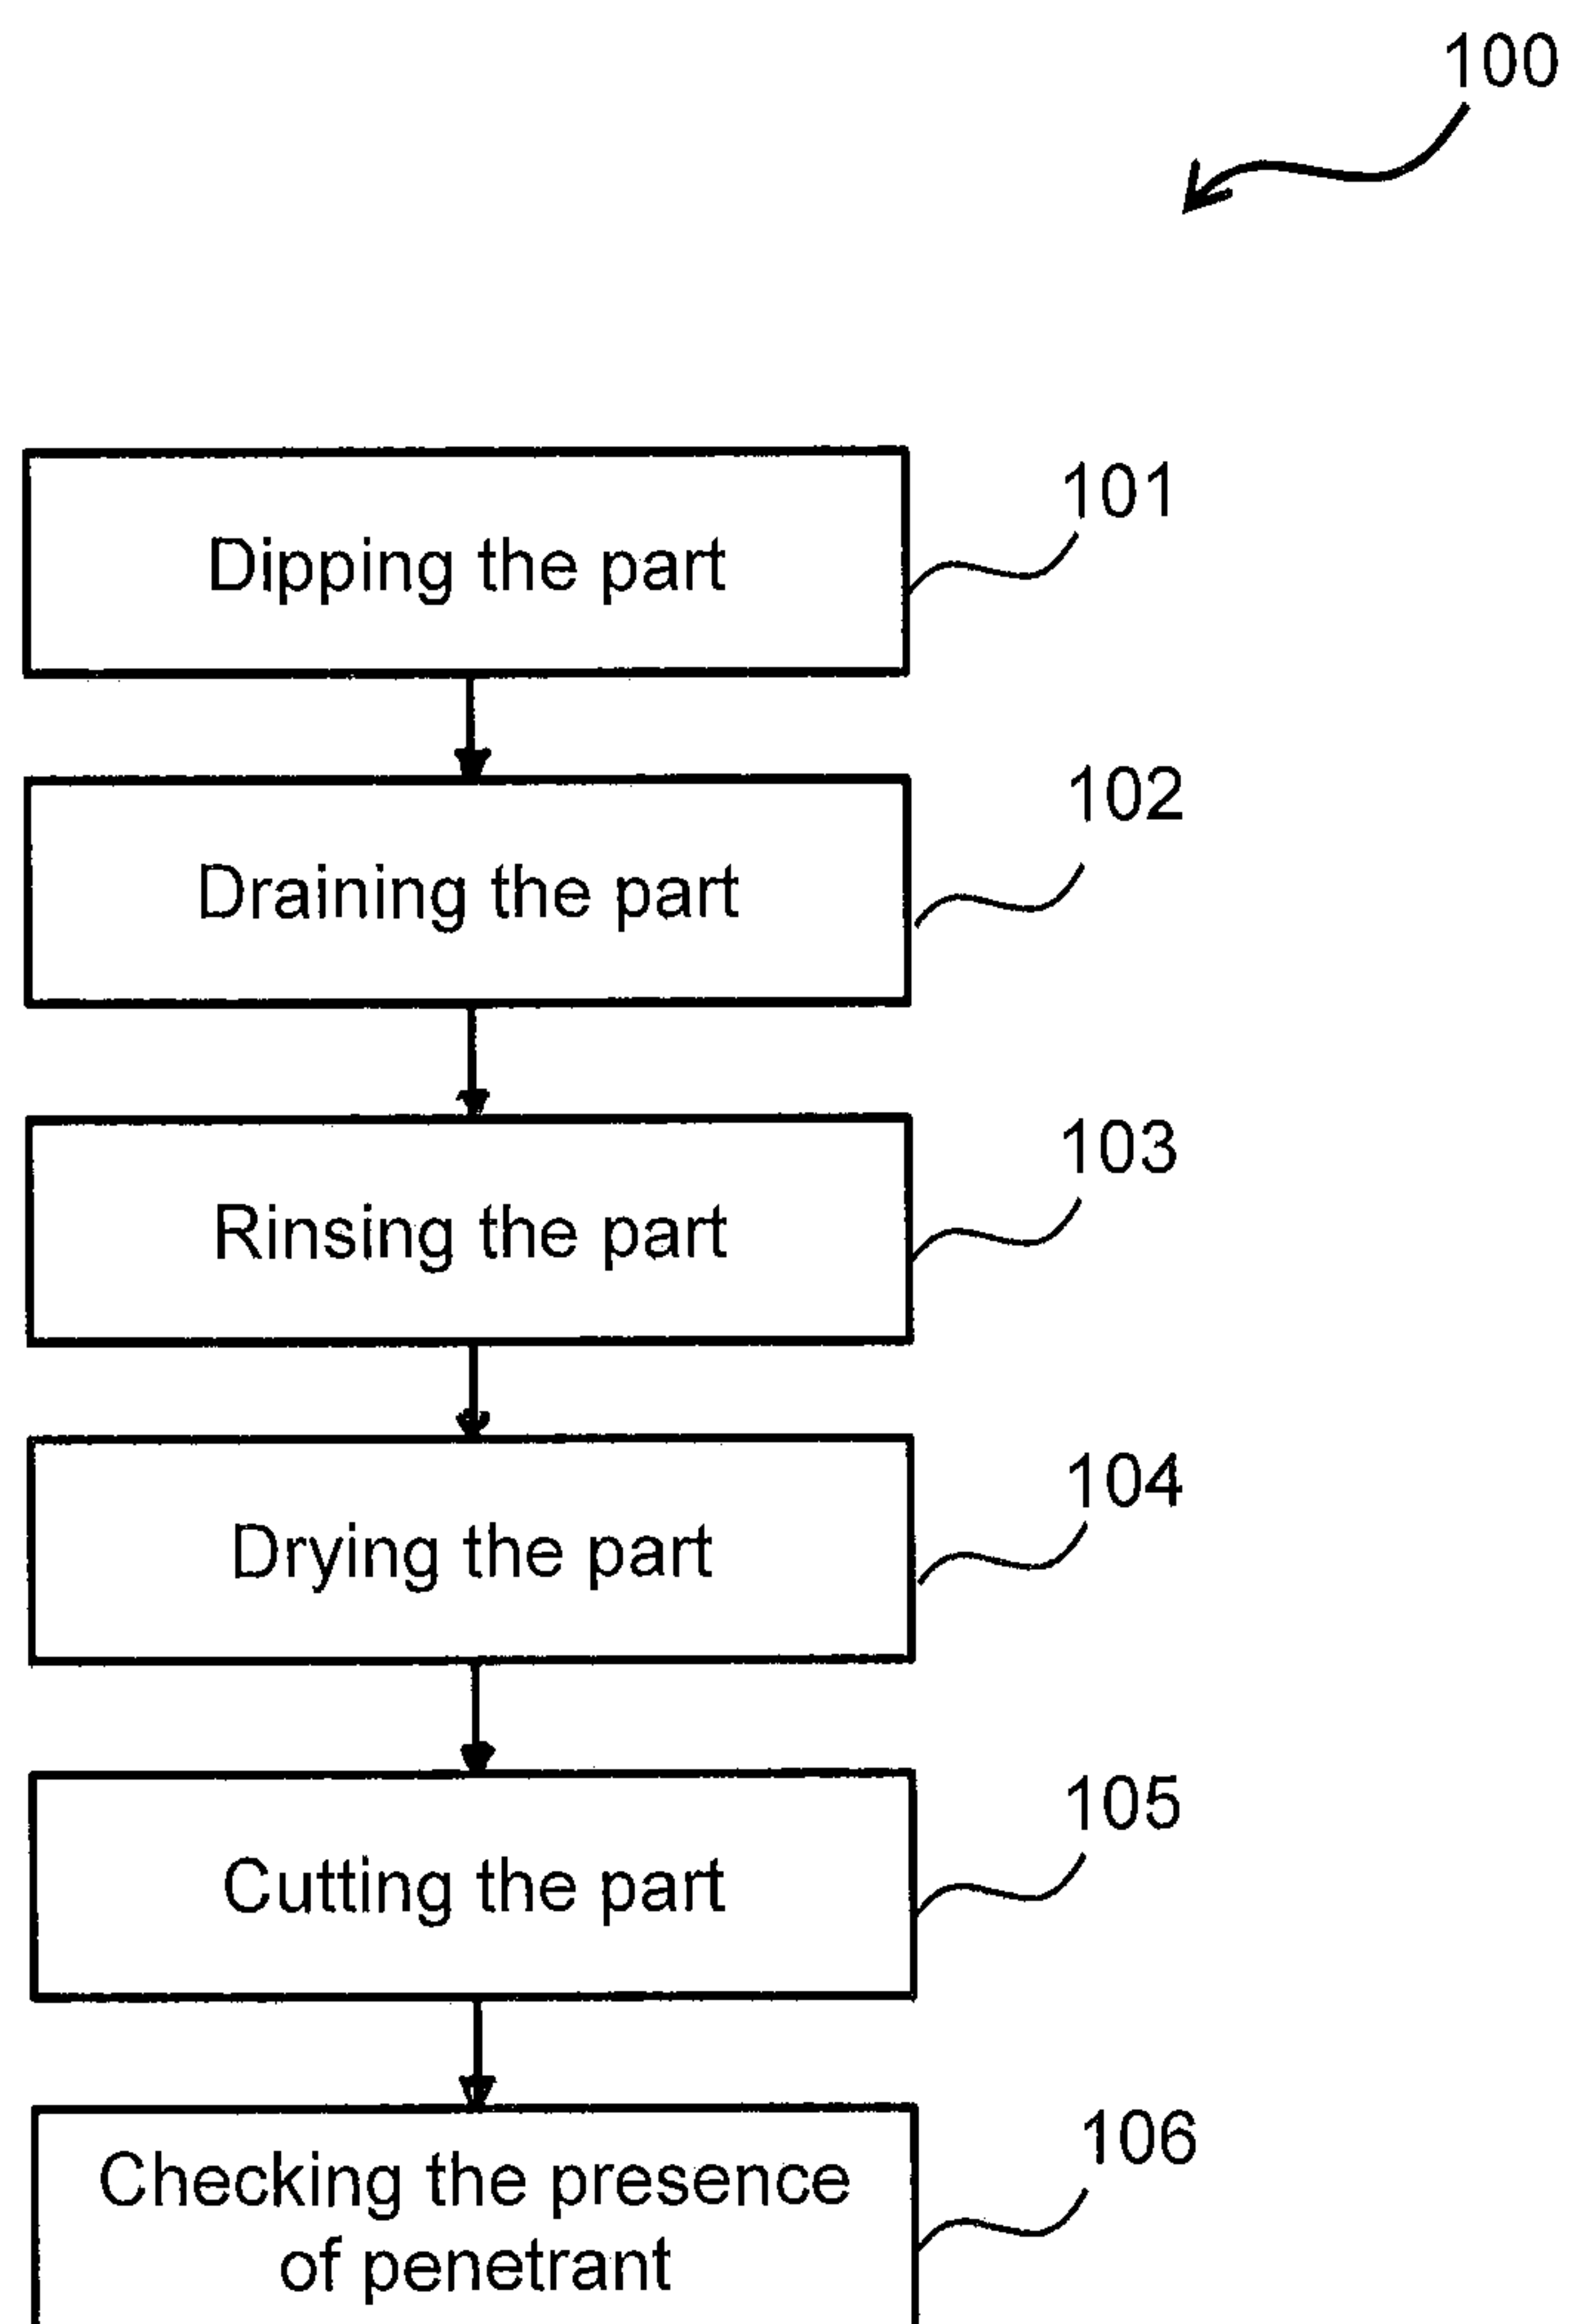 100
Dipping the part
101
Draining the part
102
Rinsing the part
103
Drying the part
104
Cutting the part
105
Checking the presence
of penetrant
106